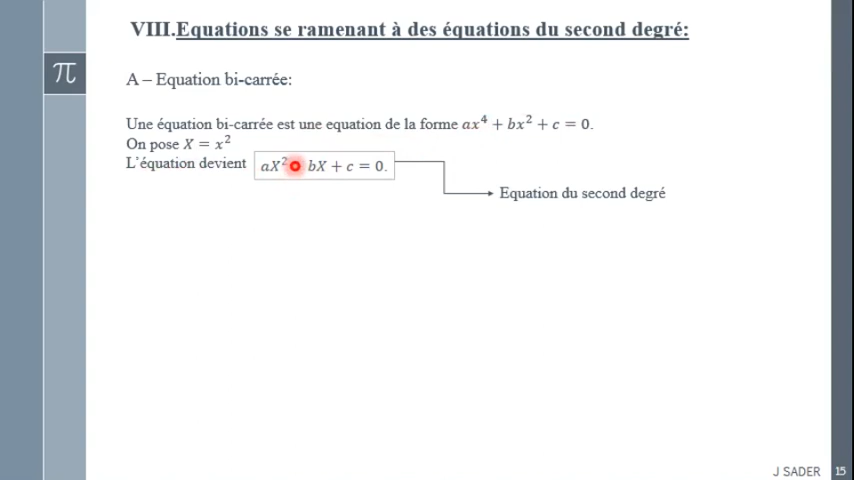 VIII.Equations se ramenant à des équations du second degré:
π
A – Equation bi-carrée:
Une équation bi-carrée est une equation de la forme ax⁴ + bx² + c = 0.
On pose X = x²
L'équation devient aX² bX + c = 0.
Equation du second degré
J SADER 15